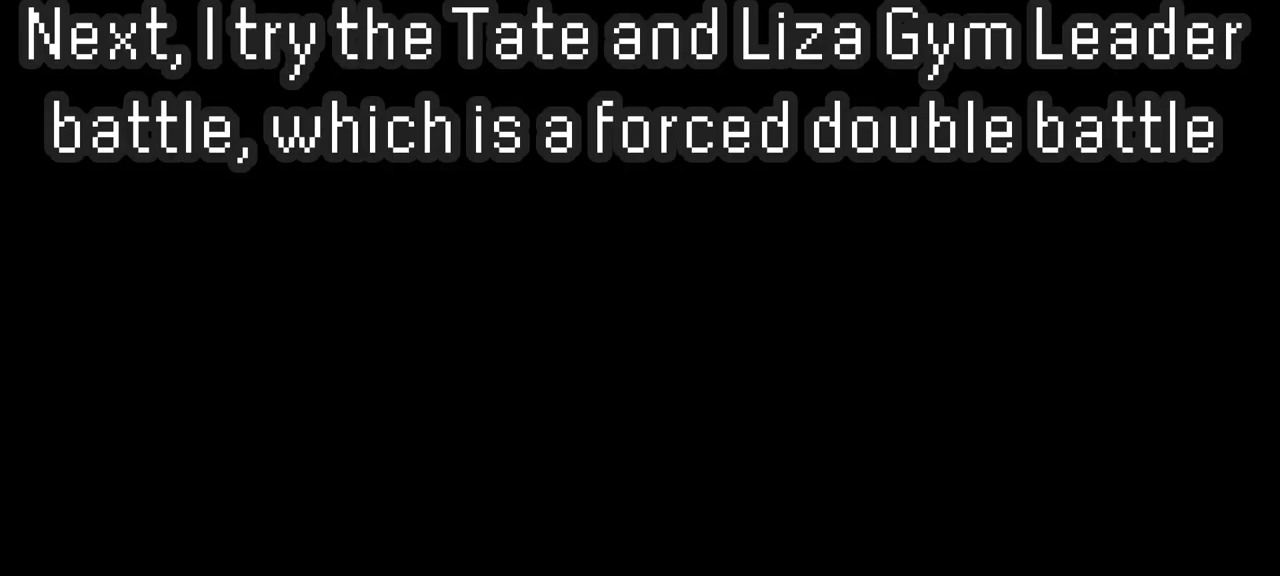 Next, I try the Tate and Liza Gym Leader
battle, which is a forced double battle